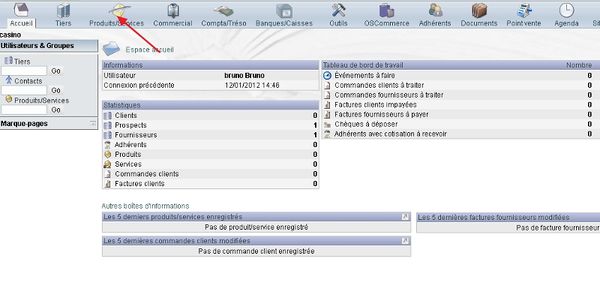 Accueil Tiers Produits/Services Commercial Compta/Tréso Banques/Caisses Outils OSCommerce Adhérents Documents Point vente Agenda
casino
Utilisateurs & Groupes
Tiers
Go
Contacts
Go
Produits/Services
Go
Marque-pages
Espace accueil
Informations
Utilisateur bruno Bruno
Connexion précédente 12/01/2012 14:46
Statistiques
Clients 0
Prospects 1
Fournisseurs 1
Adhérents 0
Produits 0
Services 0
Commandes clients 0
Factures clients 0
Tableau de bord de travail Nombre
Événements à faire 0
Commandes clients à traiter 0
Commandes fournisseurs à traiter 0
Factures clients impayées 0
Factures fournisseurs à payer 0
Chèques à déposer 0
Adhérents avec cotisation à recevoir 0
Autres boîtes d'informations
Les 5 derniers produits/services enregistrés
Pas de produit/service enregistré
Les 5 dernières commandes clients modifiées
Pas de commande client enregistrée
Les 5 dernières factures fournisseurs modifiées
Pas de facture fournisseur